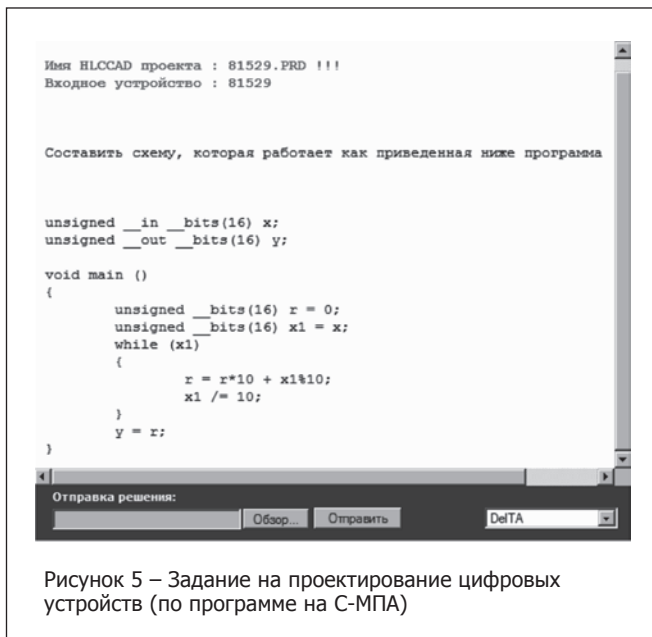 Имя HLCCAD проекта : 81529.PRD !!!
Входное устройство : 81529
Составить схему, которая работает как приведенная ниже программа
unsigned __in __bits(16) x;
unsigned __out __bits(16) y;
void main ()
{
unsigned __bits(16) r = 0;
unsigned __bits(16) x1 = x;
while (x1)
{
r = r*10 + x1%10;
x1 /= 10;
}
y = r;
}
Отправка решения:
Обзор... Отправить DelTA
Рисунок 5 – Задание на проектирование цифровых
устройств (по программе на С-МПА)